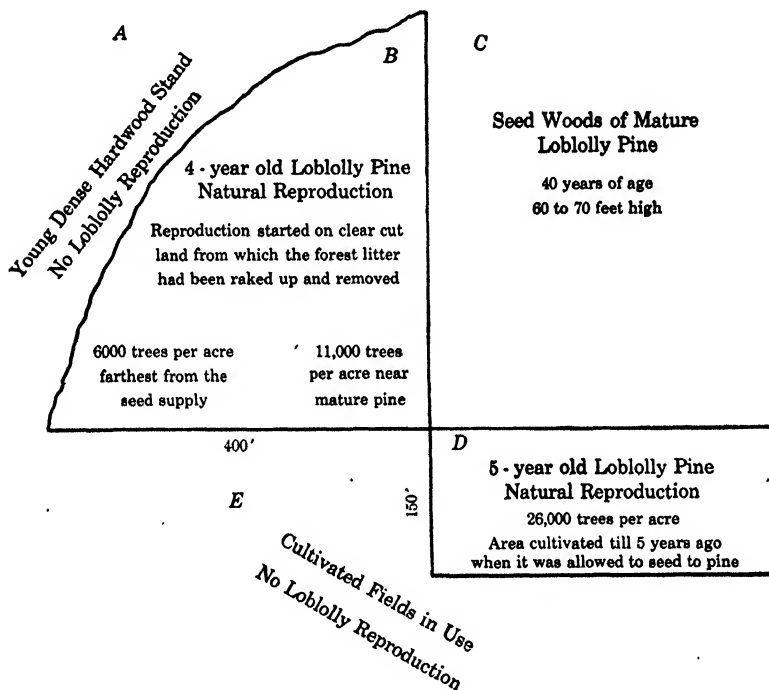 A
Young Dense Hardwood Stand
No Loblolly Reproduction
B
4 - year old Loblolly Pine
Natural Reproduction
Reproduction started on clear cut
land from which the forest litter
had been raked up and removed
6000 trees per acre
farthest from the
seed supply
11,000 trees
per acre near
mature pine
C
Seed Woods of Mature
Loblolly Pine
40 years of age
60 to 70 feet high
400'
150'
D
5 - year old Loblolly Pine
Natural Reproduction
26,000 trees per acre
Area cultivated till 5 years ago
when it was allowed to seed to pine
E
Cultivated Fields in Use
No Loblolly Reproduction